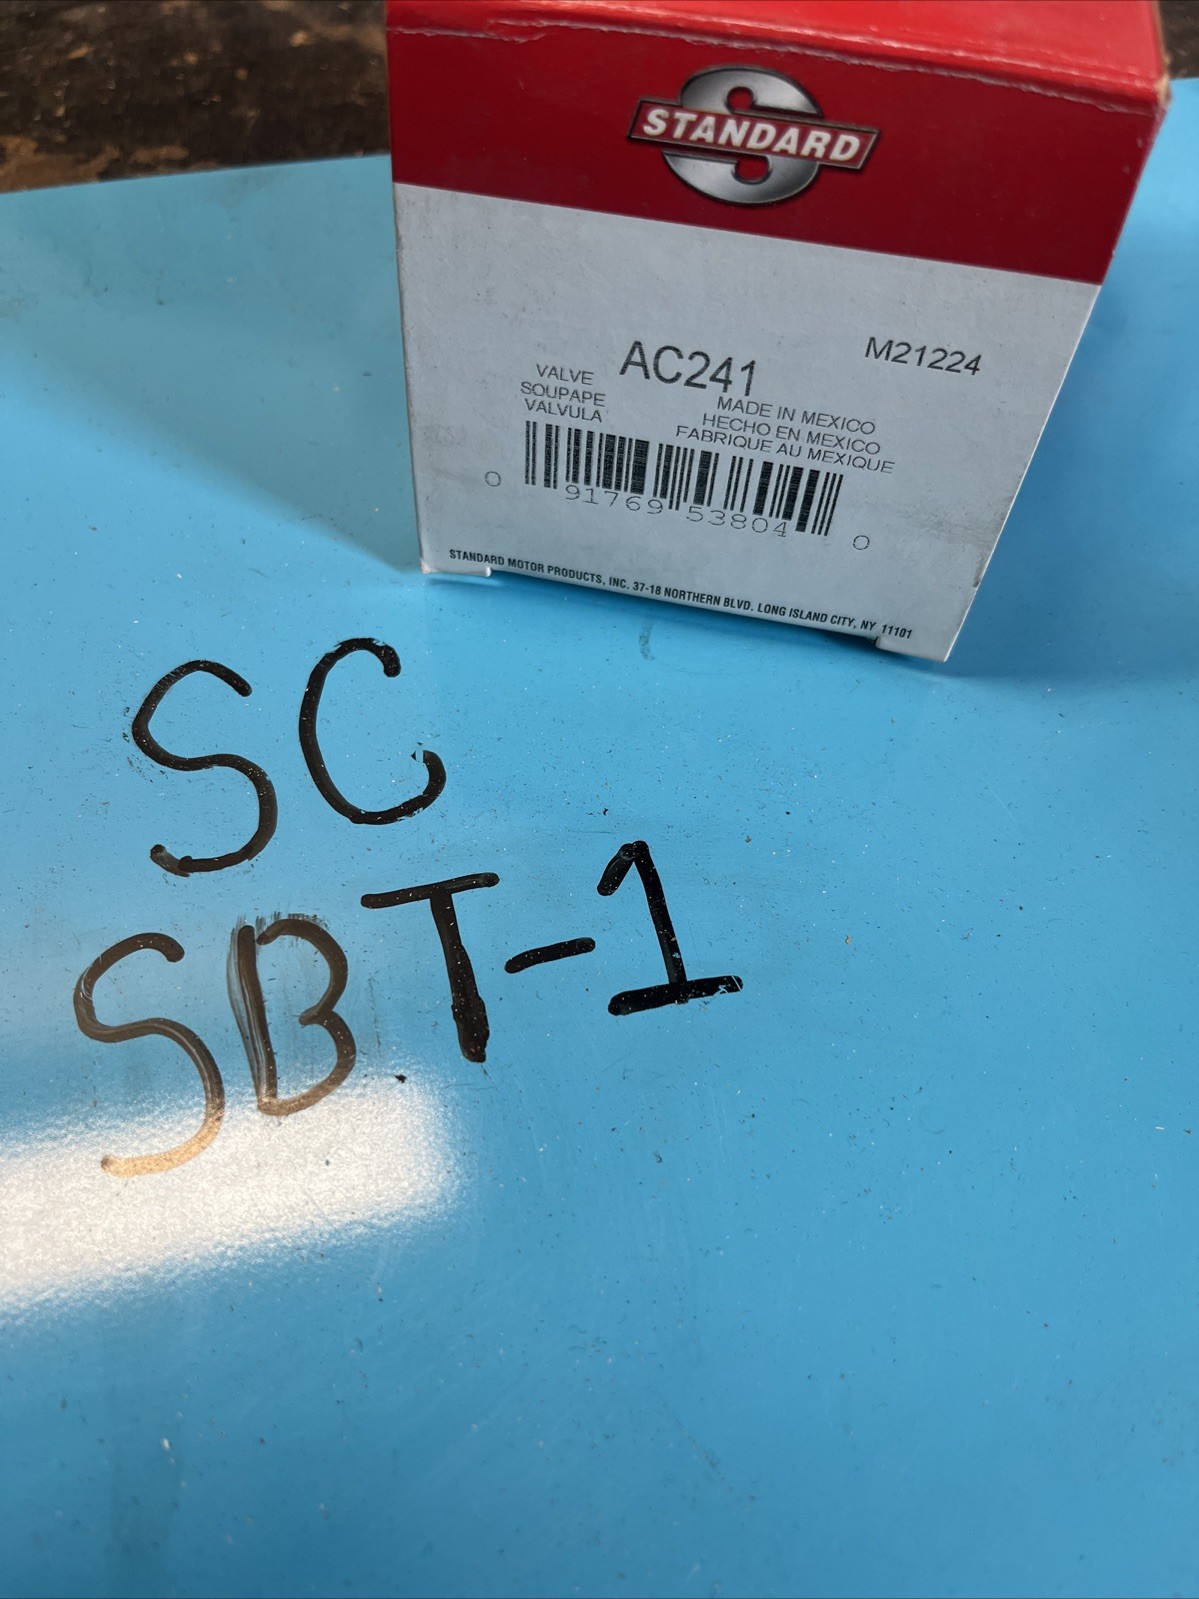 S
STANDARD
AC241
M21224
VALVE
SOUPAPE
VALVULA
MADE IN MEXICO
HECHO EN MEXICO
FABRIQUE AU MEXIQUE
0 91769 53804 0
STANDARD MOTOR PRODUCTS, INC. 37-18 NORTHERN BLVD. LONG ISLAND CITY, NY 11101
SC
SBT-1